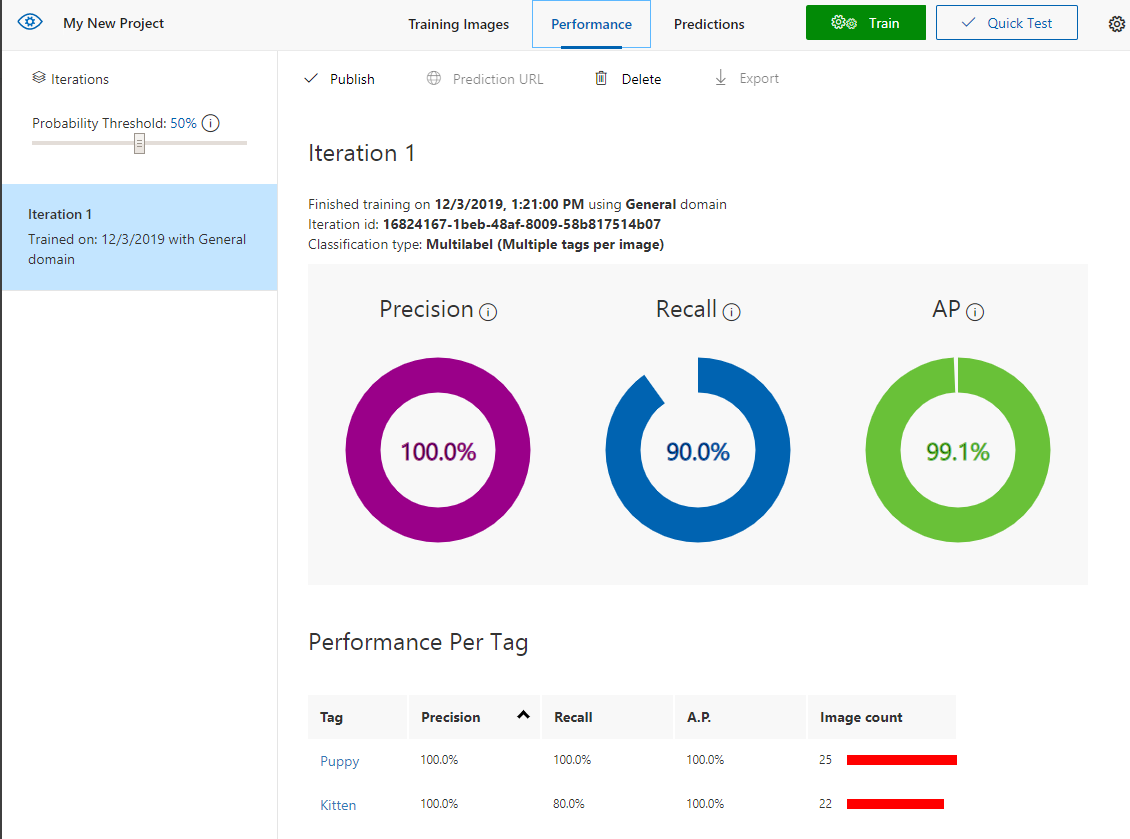 My New Project
Training Images
Performance
Predictions
Train
Quick Test
Iterations
Probability Threshold: 50% i
Iteration 1
Trained on: 12/3/2019 with General
domain
Publish
Prediction URL
Delete
Export
Iteration 1
Finished training on 12/3/2019, 1:21:00 PM using General domain
Iteration id: 16824167-1beb-48af-8009-58b817514b07
Classification type: Multilabel (Multiple tags per image)
Precision i
Recall i
AP i
100.0%
90.0%
99.1%
Performance Per Tag
Tag Precision Recall A.P. Image count
Puppy 100.0% 100.0% 100.0% 25
Kitten 100.0% 80.0% 100.0% 22